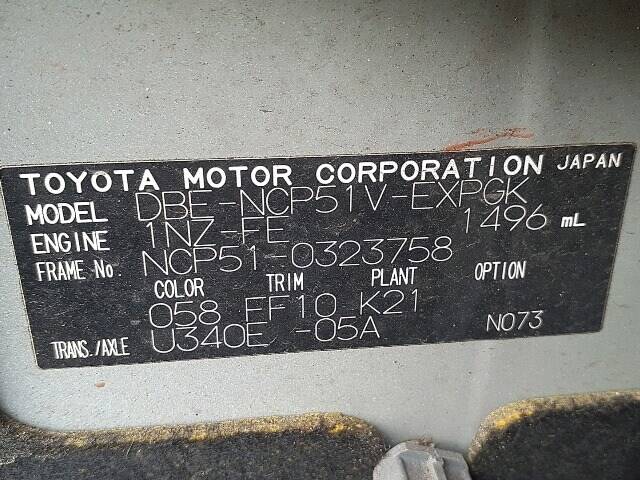 TOYOTA MOTOR CORPORATION JAPAN
MODEL DBE-NCP51V-EXPGK
ENGINE 1NZ-FE 1496 mL
FRAME No. NCP51-0323758
COLOR TRIM PLANT OPTION
058 FF10 K21
TRANS./AXLE U340E -05A N073